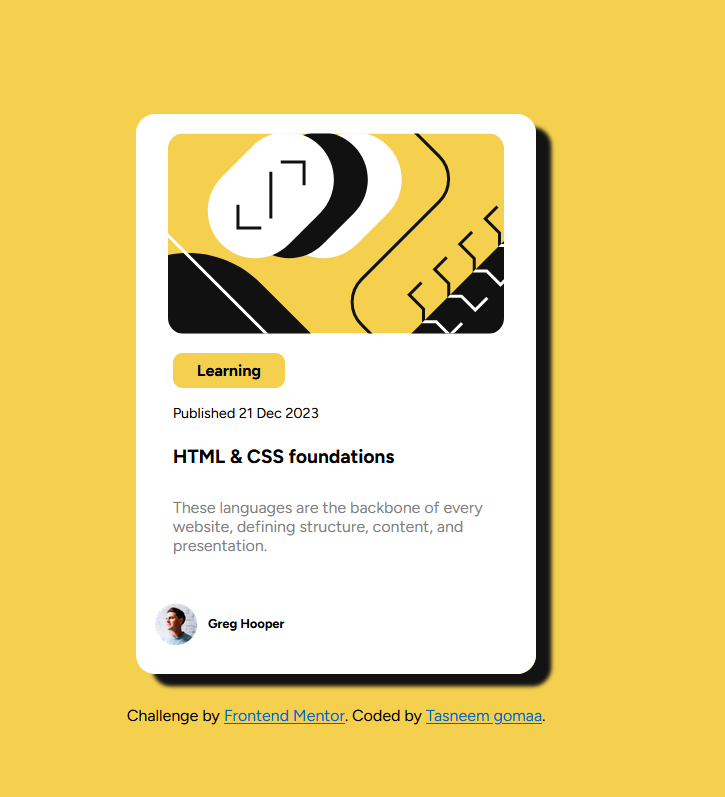 Learning
Published 21 Dec 2023
HTML & CSS foundations
These languages are the backbone of every
website, defining structure, content, and
presentation.
Greg Hooper
Challenge by Frontend Mentor. Coded by Tasneem gomaa.